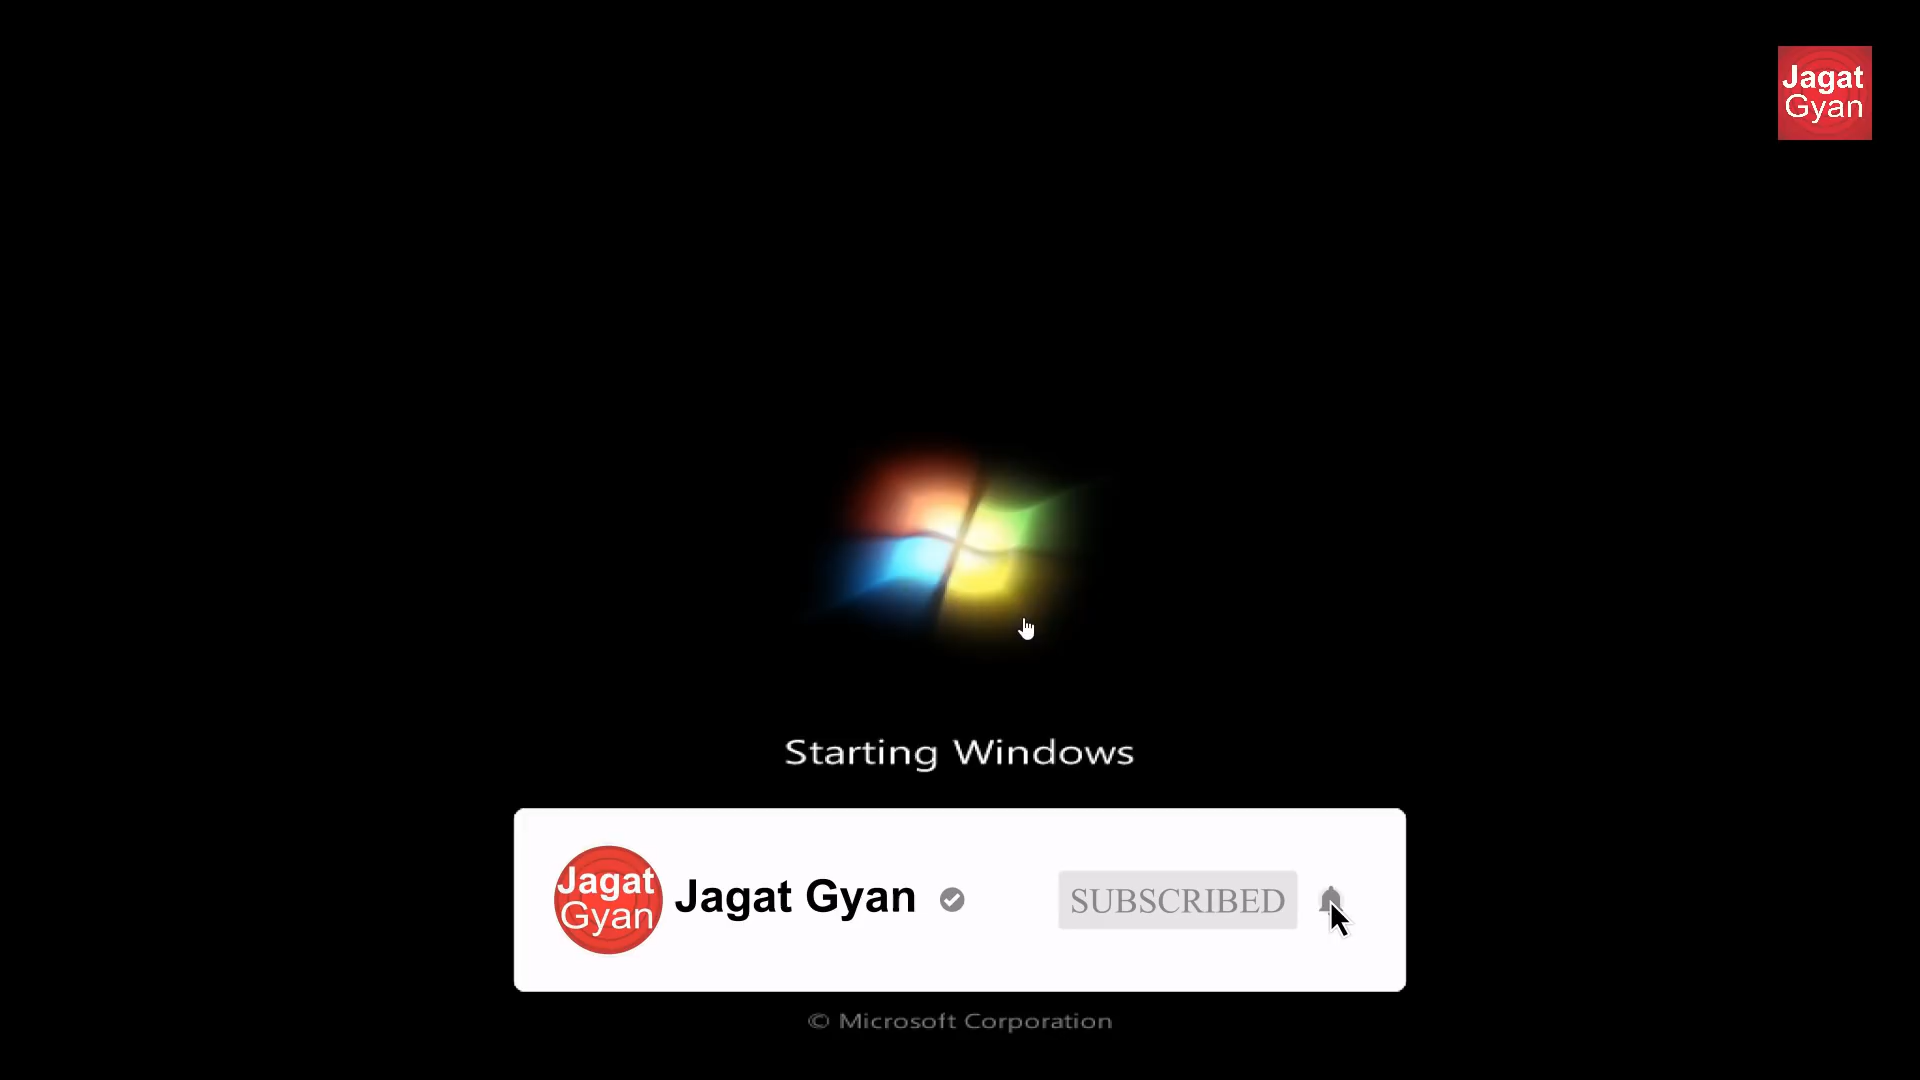 Jagat
Gyan
Starting Windows
Jagat
Gyan
Jagat Gyan
SUBSCRIBED
© Microsoft Corporation